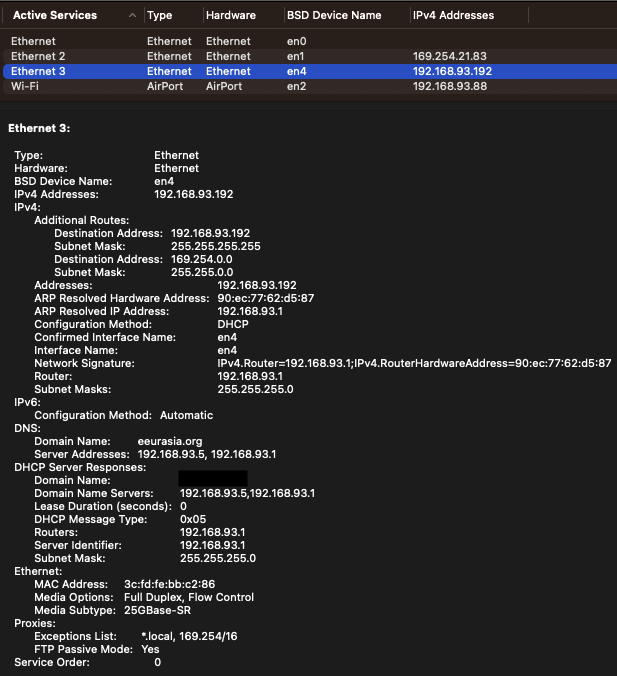 Active Services Type Hardware BSD Device Name IPv4 Addresses
Ethernet Ethernet Ethernet en0
Ethernet 2 Ethernet Ethernet en1 169.254.21.83
Ethernet 3 Ethernet Ethernet en4 192.168.93.192
Wi-Fi AirPort AirPort en2 192.168.93.88
Ethernet 3:
Type: Ethernet
Hardware: Ethernet
BSD Device Name: en4
IPv4 Addresses: 192.168.93.192
IPv4:
Additional Routes:
Destination Address: 192.168.93.192
Subnet Mask: 255.255.255.255
Destination Address: 169.254.0.0
Subnet Mask: 255.255.0.0
Addresses: 192.168.93.192
ARP Resolved Hardware Address: 90:ec:77:62:d5:87
ARP Resolved IP Address: 192.168.93.1
Configuration Method: DHCP
Confirmed Interface Name: en4
Interface Name: en4
Network Signature: IPv4.Router=192.168.93.1;IPv4.RouterHardwareAddress=90:ec:77:62:d5:87
Router: 192.168.93.1
Subnet Masks: 255.255.255.0
IPv6:
Configuration Method: Automatic
DNS:
Domain Name: eeurasia.org
Server Addresses: 192.168.93.5, 192.168.93.1
DHCP Server Responses:
Domain Name:
Domain Name Servers: 192.168.93.5,192.168.93.1
Lease Duration (seconds): 0
DHCP Message Type: 0x05
Routers: 192.168.93.1
Server Identifier: 192.168.93.1
Subnet Mask: 255.255.255.0
Ethernet:
MAC Address: 3c:fd:fe:bb:c2:86
Media Options: Full Duplex, Flow Control
Media Subtype: 25GBase-SR
Proxies:
Exceptions List: *.local, 169.254/16
FTP Passive Mode: Yes
Service Order: 0